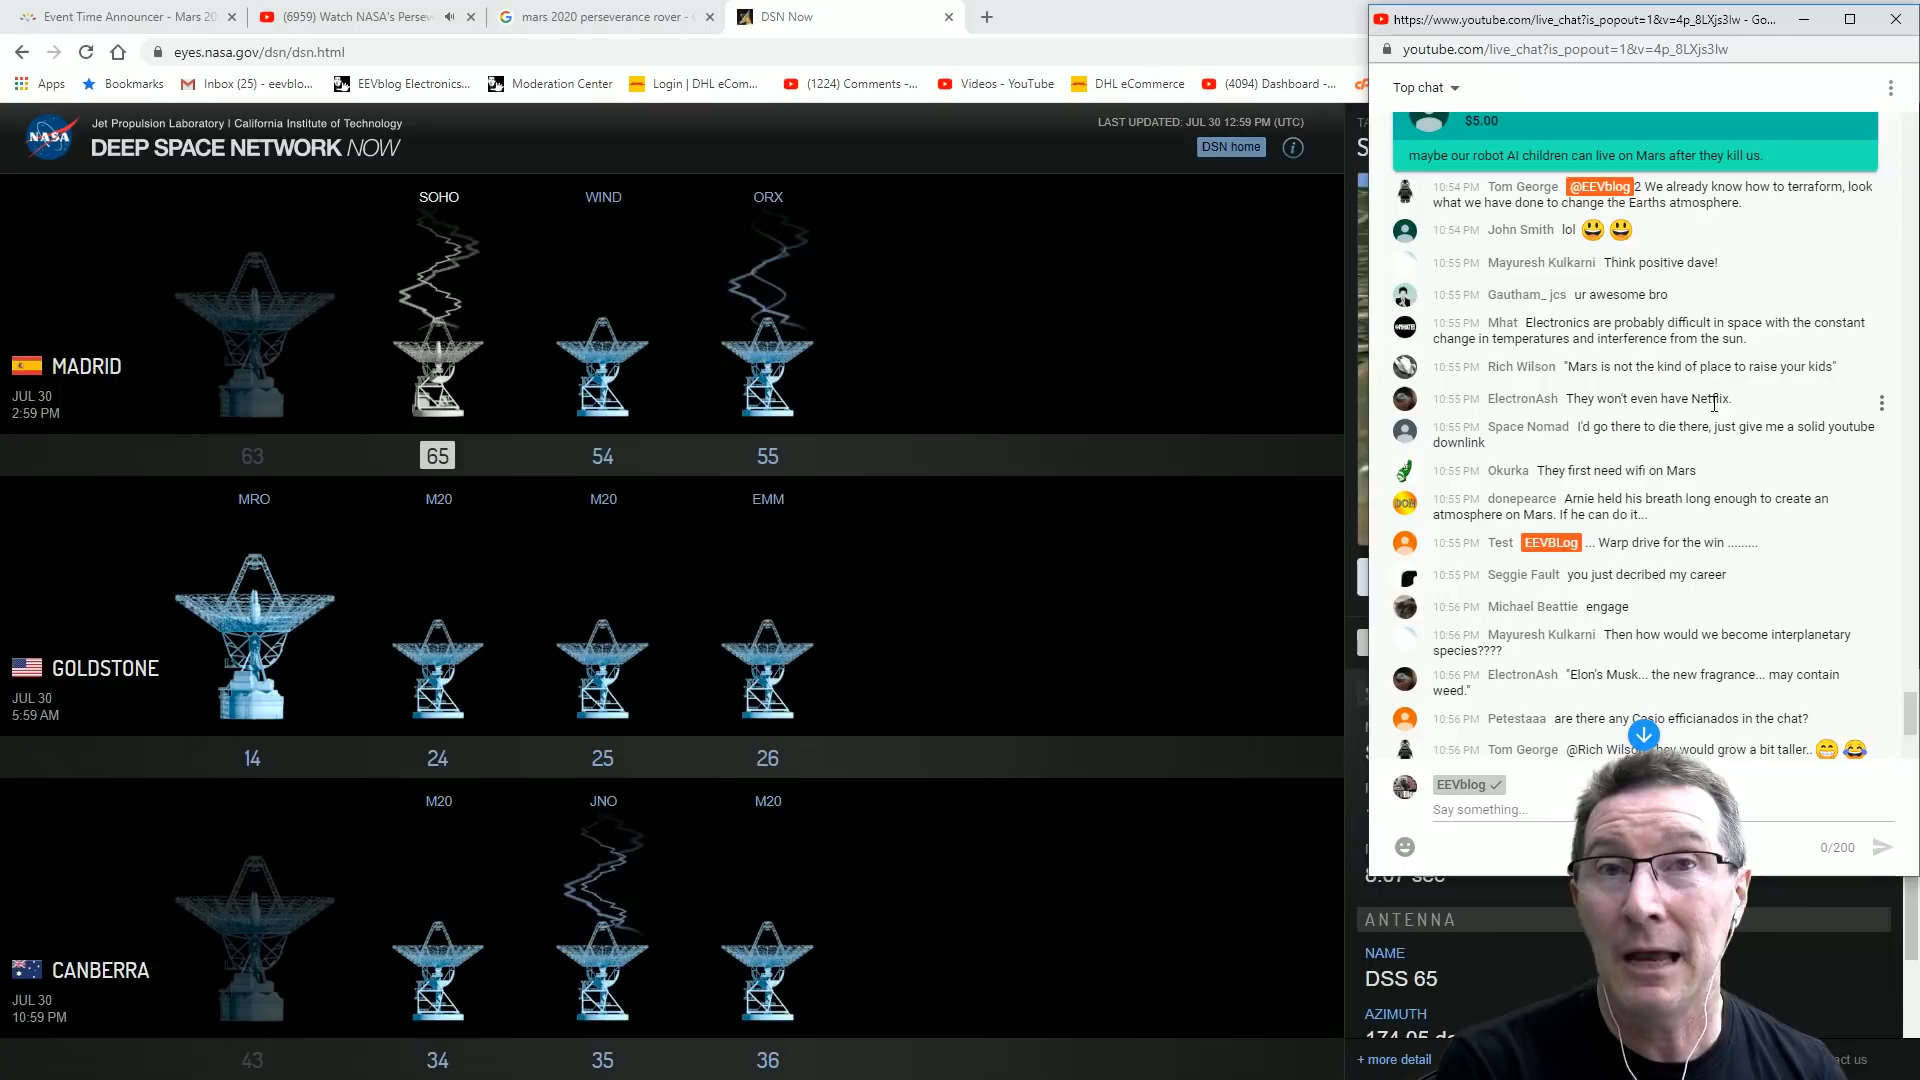 Event Time Announcer - Mars 20
(6959) Watch NASA's Persev
mars 2020 perseverance rover -
DSN Now
eyes.nasa.gov/dsn/dsn.html
Apps
Bookmarks
Inbox (25) - eevblo...
EEVblog Electronics...
Moderation Center
Login | DHL eCom...
(1224) Comments -...
Videos - YouTube
DHL eCommerce
(4094) Dashboard -...
NASA
Jet Propulsion Laboratory | California Institute of Technology
DEEP SPACE NETWORK NOW
LAST UPDATED: JUL 30 12:59 PM (UTC)
DSN home
SOHO
WIND
ORX
MADRID
JUL 30
2:59 PM
63
65
54
55
MRO
M20
M20
EMM
GOLDSTONE
JUL 30
5:59 AM
14
24
25
26
M20
JNO
M20
CANBERRA
JUL 30
10:59 PM
43
34
35
36
https://www.youtube.com/live_chat?is_popout=1&v=4p_8LXjs3Iw - Go...
youtube.com/live_chat?is_popout=1&v=4p_8LXjs3Iw
Top chat
$5.00
maybe our robot AI children can live on Mars after they kill us.
10:54 PM Tom George @EEVblog2 We already know how to terraform, look
what we have done to change the Earths atmosphere.
10:54 PM John Smith lol 😃 😃
10:55 PM Mayuresh Kulkarni Think positive dave!
10:55 PM Gautham_ jcs ur awesome bro
10:55 PM Mhat Electronics are probably difficult in space with the constant
change in temperatures and interference from the sun.
10:55 PM Rich Wilson "Mars is not the kind of place to raise your kids"
10:55 PM ElectronAsh They won't even have Netflix.
10:55 PM Space Nomad I'd go there to die there, just give me a solid youtube
downlink
10:55 PM Okurka They first need wifi on Mars
DON
10:55 PM donepearce Arnie held his breath long enough to create an
atmosphere on Mars. If he can do it...
10:55 PM Test EEVBLog ... Warp drive for the win .........
10:55 PM Seggie Fault you just decribed my career
10:56 PM Michael Beattie engage
10:56 PM Mayuresh Kulkarni Then how would we become interplanetary
species????
10:56 PM ElectronAsh "Elon's Musk... the new fragrance... may contain
weed."
10:56 PM Petestaaa are there any Casio efficianados in the chat?
10:56 PM Tom George @Rich Wilson they would grow a bit taller.. 😁 😂
EEVblog
Say something...
0/200
ANTENNA
NAME
DSS 65
AZIMUTH
+ more detail